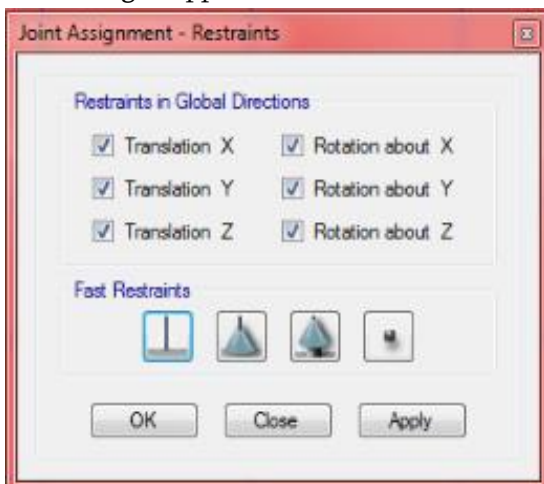 Joint Assignment - Restraints
Restraints in Global Directions
Translation X Rotation about X
Translation Y Rotation about Y
Translation Z Rotation about Z
Fast Restraints
OK Close Apply